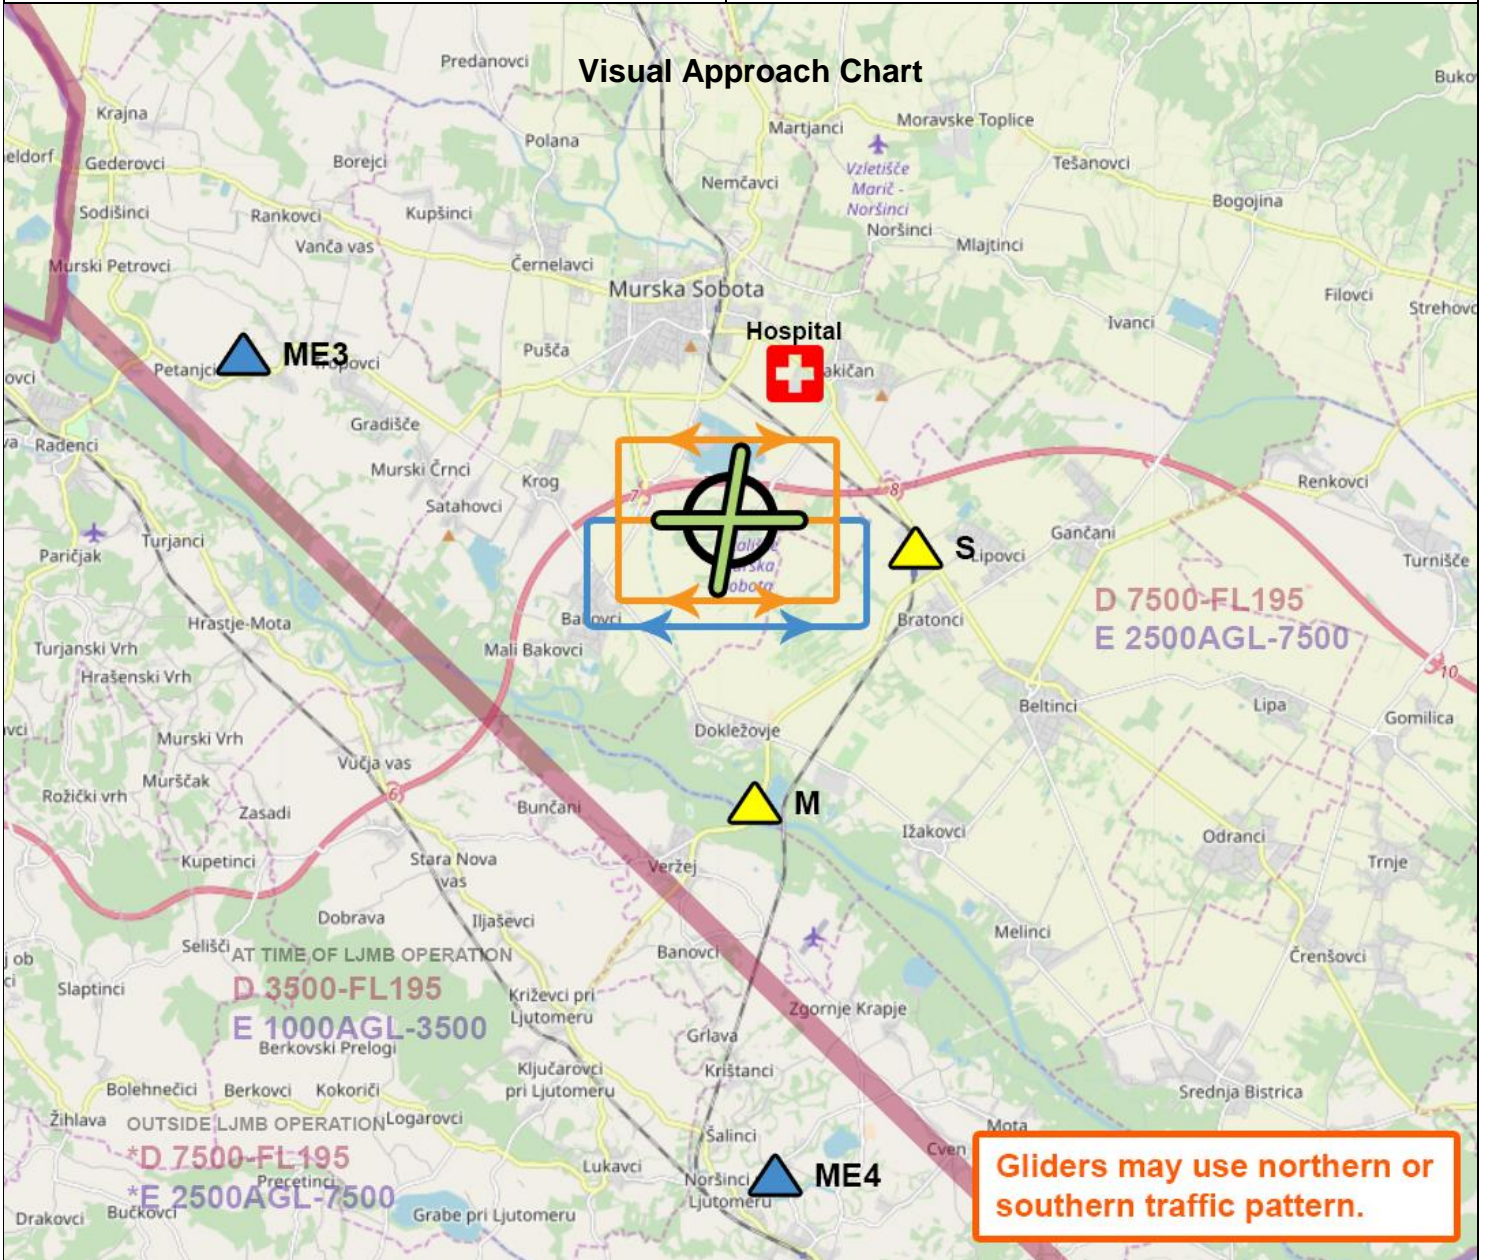 Visual Approach Chart
Predanovci
Krajna
Martjanci
Moravske Toplice
Polana
Gederovci
Borejci
Vzletišče
Marič -
Noršinci
Tešanovci
Nemčavci
Sodišinci
Rankovci
Kupšinci
Bogojina
Noršinci
Vanča vas
Mlajtinci
Murski Petrovci
Černelavci
Murska Sobota
Filovci
Ivanci
Hospital
ME3
Petanjci
Pušča
Gradišče
Radenci
Murski Črnci
Krog
Satahovci
7
8
Renkovci
Turjanci
Paričjak
S
Lipovci
Gančani
Turnišče
D 7500-FL195
E 2500AGL-7500
Hrastje-Mota
Bratonci
Turjanski Vrh
Mali Bakovci
Hrašenski Vrh
10
Beltinci
Lipa
Gomilica
Dokležovje
Murski Vrh
Vučja vas
Murščak
Rožički vrh
6
Zasadi
Bunčani
M
Ižakovci
Odranci
Kupetinci
Stara Nova
vas
Veržej
Trnje
Dobrava
Iljaševci
Melinci
Selišči
AT TIME OF LJMB OPERATION
Banovci
Črenšovci
D 3500-FL195
E 1000AGL-3500
Slaptinci
Križevci pri
Ljutomeru
Zgornje Krapje
Berkovski Prelogi
Grlava
Krištanci
Ključarovci
pri Ljutomeru
Bolehnečici
Berkovci
Kokoriči
Srednja Bistrica
Žihlava
OUTSIDE LJMB OPERATION
Logarovci
Mota
*D 7500-FL195
*E 2500AGL-7500
Precetinci
Šalinci
Cven
Lukavci
Noršinci
Ljutomeru
ME4
Drakovci
Bučkovci
Grabe pri Ljutomeru
Gliders may use northern or
southern traffic pattern.